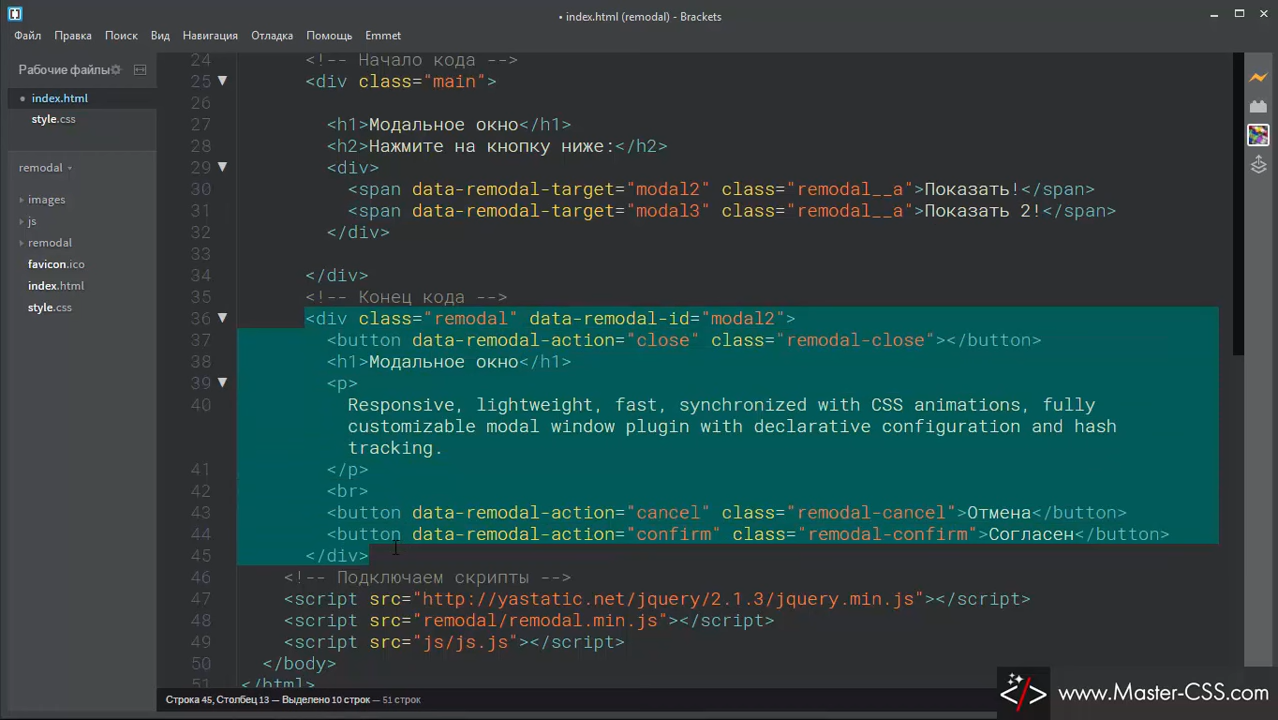 • index.html (remodal) - Brackets
Файл Правка Поиск Вид Навигация Отладка Помощь Emmet
Рабочие файлы
• index.html
style.css
remodal
images
js
remodal
favicon.ico
index.html
style.css
24 <!-- Начало кода -->
25 <div class="main">
26
27 <h1>Модальное окно</h1>
28 <h2>Нажмите на кнопку ниже:</h2>
29 <div>
30 <span data-remodal-target="modal2" class="remodal__a">Показать!</span>
31 <span data-remodal-target="modal3" class="remodal__a">Показать 2!</span>
32 </div>
33
34 </div>
35 <!-- Конец кода -->
36 <div class="remodal" data-remodal-id="modal2">
37 <button data-remodal-action="close" class="remodal-close"></button>
38 <h1>Модальное окно</h1>
39 <p>
40 Responsive, lightweight, fast, synchronized with CSS animations, fully
customizable modal window plugin with declarative configuration and hash
tracking.
41 </p>
42 <br>
43 <button data-remodal-action="cancel" class="remodal-cancel">Отмена</button>
44 <button data-remodal-action="confirm" class="remodal-confirm">Согласен</button>
45 </div>
46 <!-- Подключаем скрипты -->
47 <script src="http://yastatic.net/jquery/2.1.3/jquery.min.js"></script>
48 <script src="remodal/remodal.min.js"></script>
49 <script src="js/js.js"></script>
50 </body>
51 </html>
Строка 45, Столбец 13 — Выделено 10 строк — 51 строк
</> www.Master-CSS.com